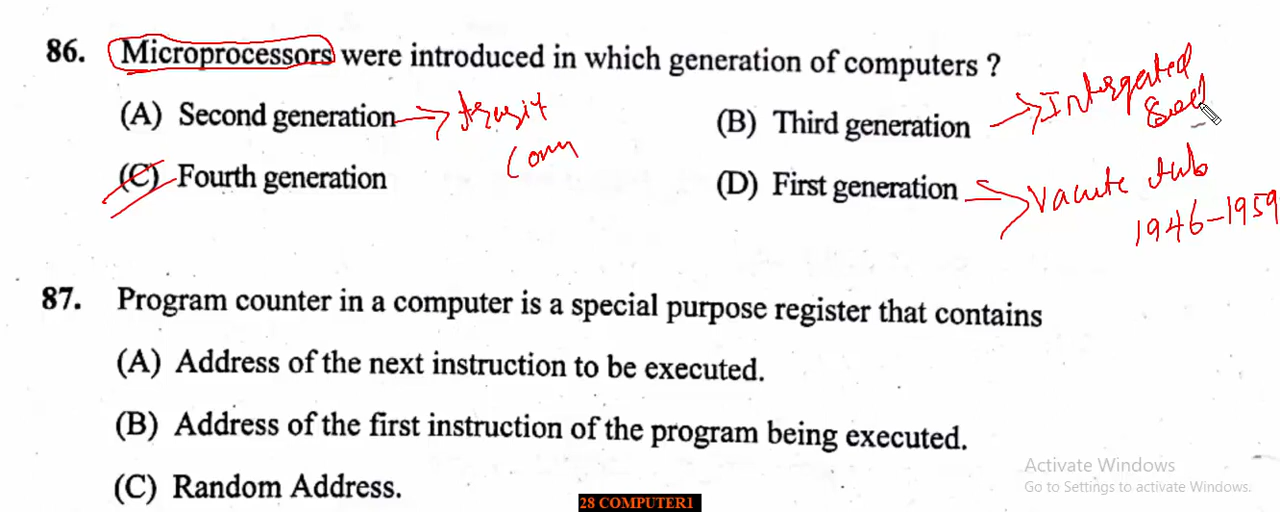 86. Microprocessors were introduced in which generation of computers ?
(A) Second generation
(B) Third generation
(C) Fourth generation
(D) First generation
1946-1959
87. Program counter in a computer is a special purpose register that contains
(A) Address of the next instruction to be executed.
(B) Address of the first instruction of the program being executed.
(C) Random Address.
Activate Windows
Go to Settings to activate Windows.
28 COMPUTER1